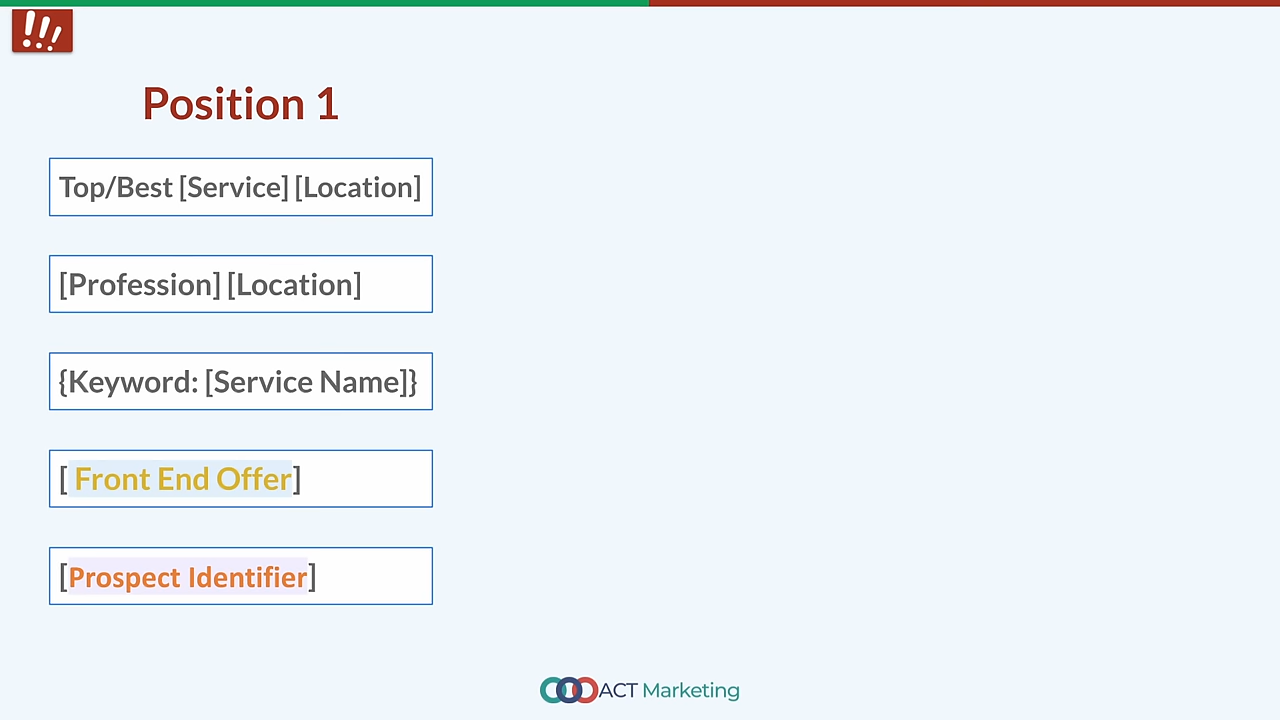 !!!
Position 1
Top/Best [Service] [Location]
[Profession] [Location]
{Keyword: [Service Name]}
[ Front End Offer]
[Prospect Identifier]
ACT Marketing